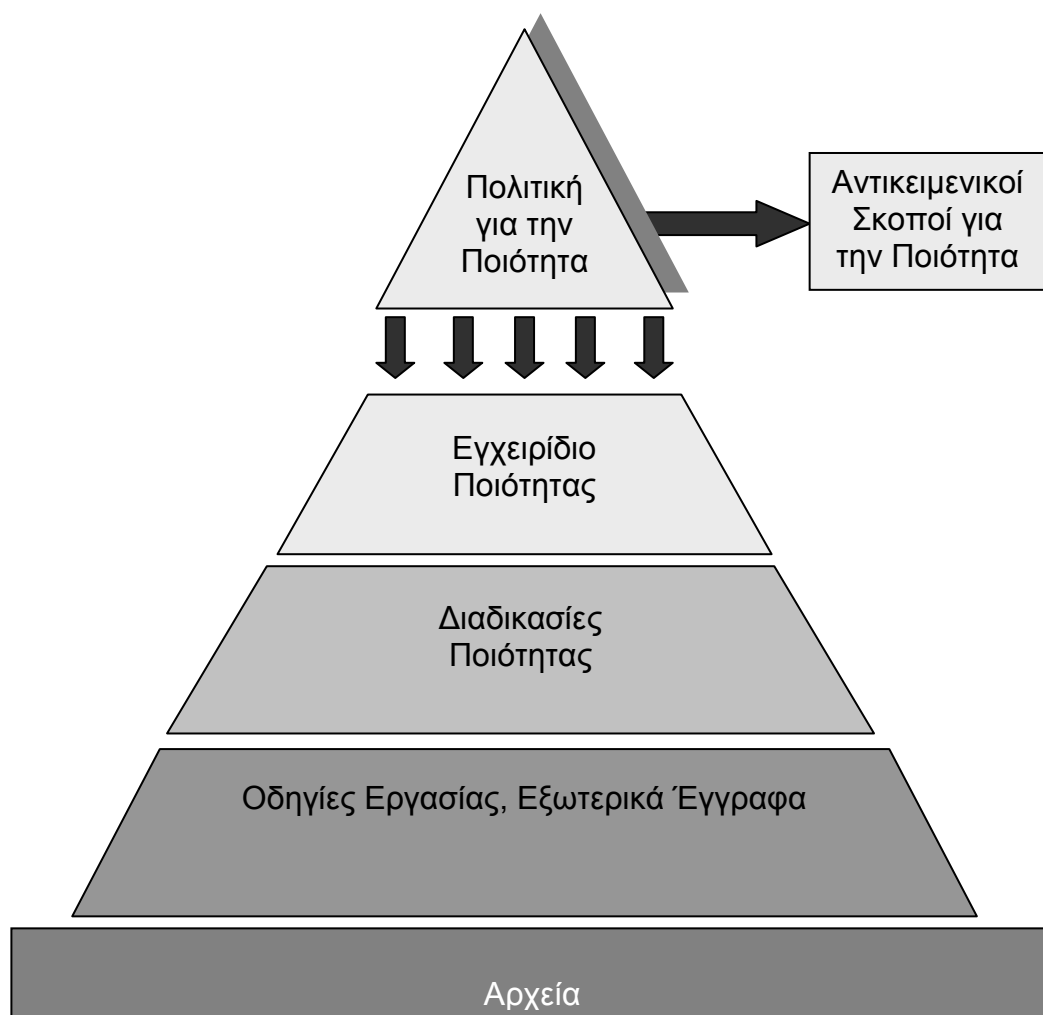 Πολιτική
για την
Ποιότητα
Αντικειμενικοί
Σκοποί για
την Ποιότητα
Εγχειρίδιο
Ποιότητας
Διαδικασίες
Ποιότητας
Οδηγίες Εργασίας, Εξωτερικά Έγγραφα
Αρχεία